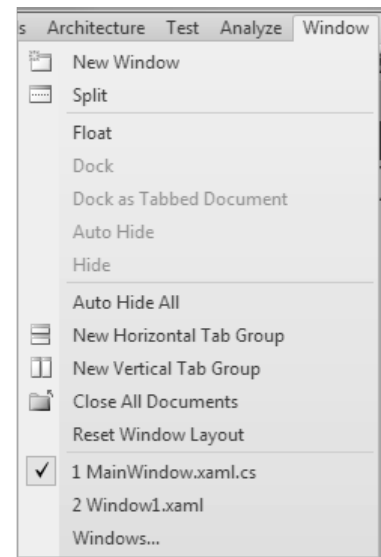 s Architecture Test Analyze Window
New Window
Split
Float
Dock
Dock as Tabbed Document
Auto Hide
Hide
Auto Hide All
New Horizontal Tab Group
New Vertical Tab Group
Close All Documents
Reset Window Layout
1 MainWindow.xaml.cs
2 Window1.xaml
Windows...